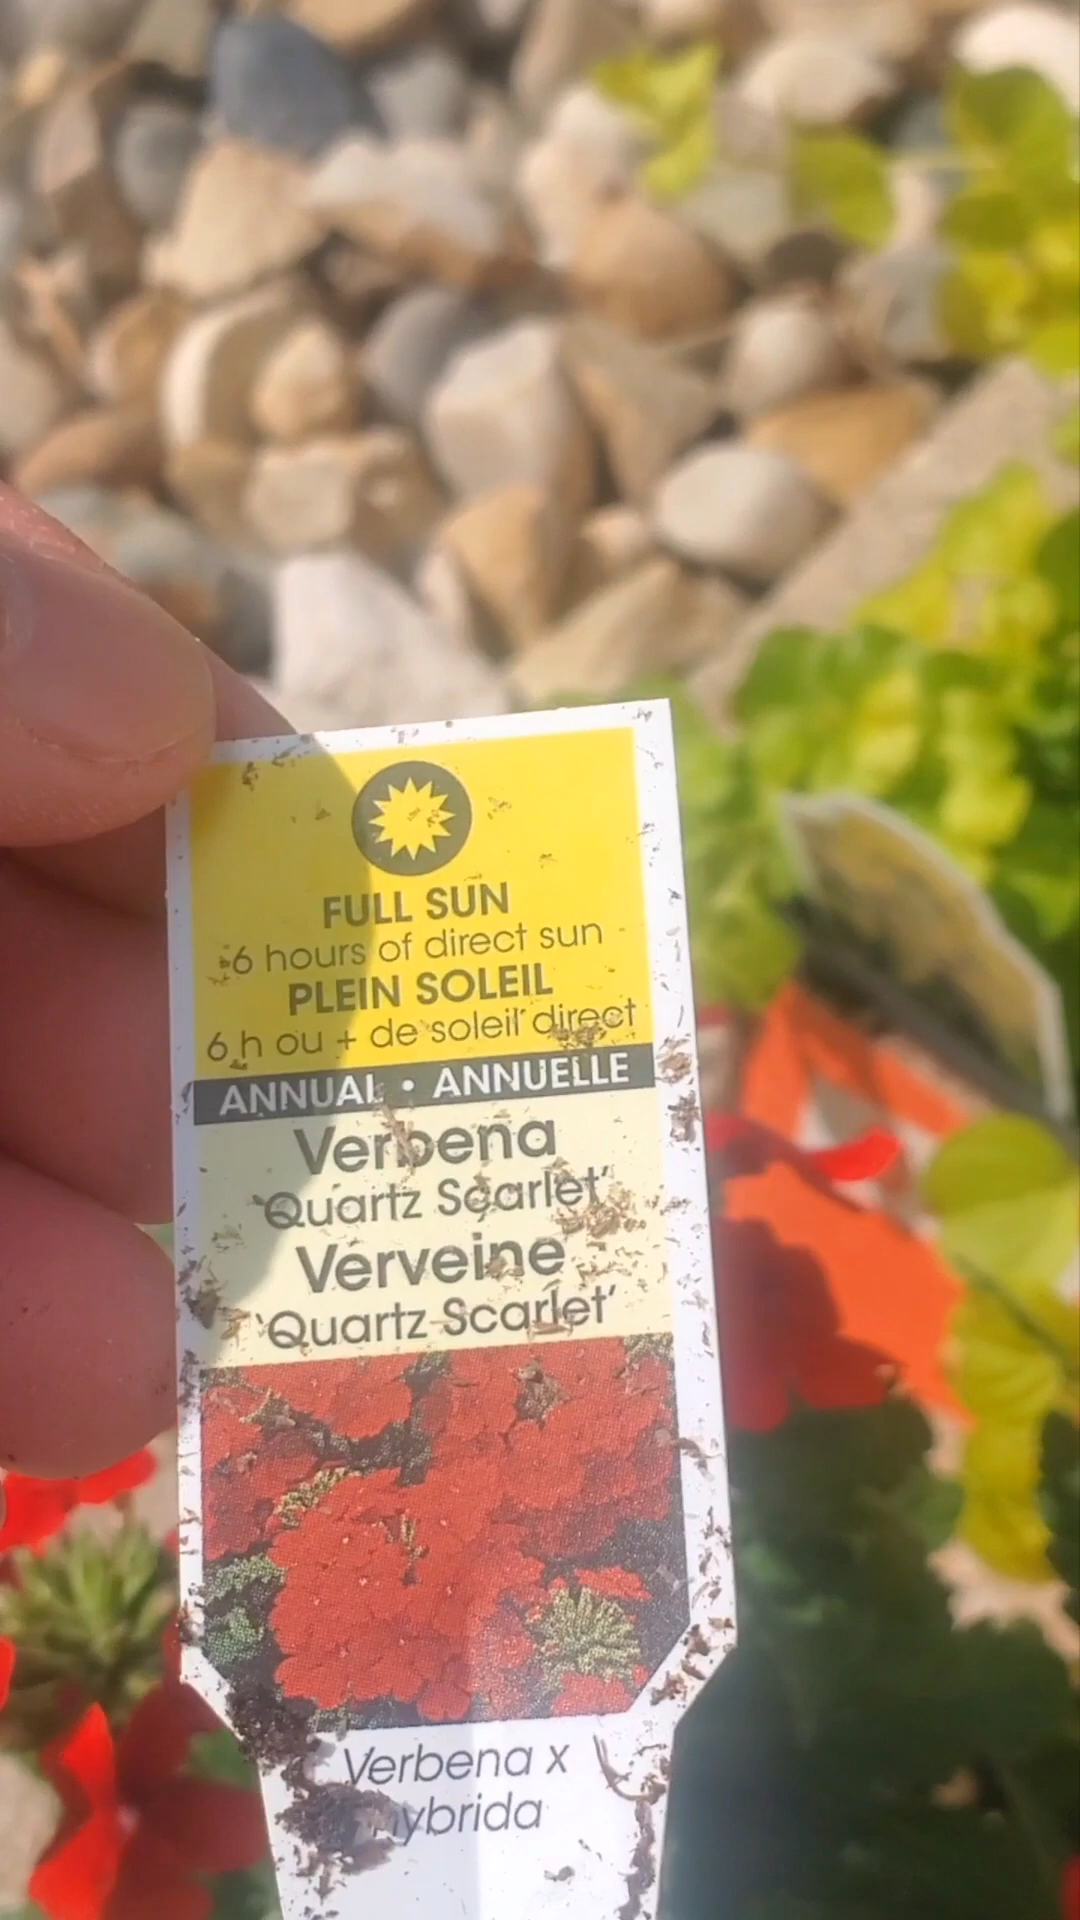 FULL SUN
6 hours of direct sun
PLEIN SOLEIL
6 h ou + de soleil direct
ANNUAL • ANNUELLE
Verbena
'Quartz Scarlet'
Verveine
'Quartz Scarlet'
Verbena x
hybrida